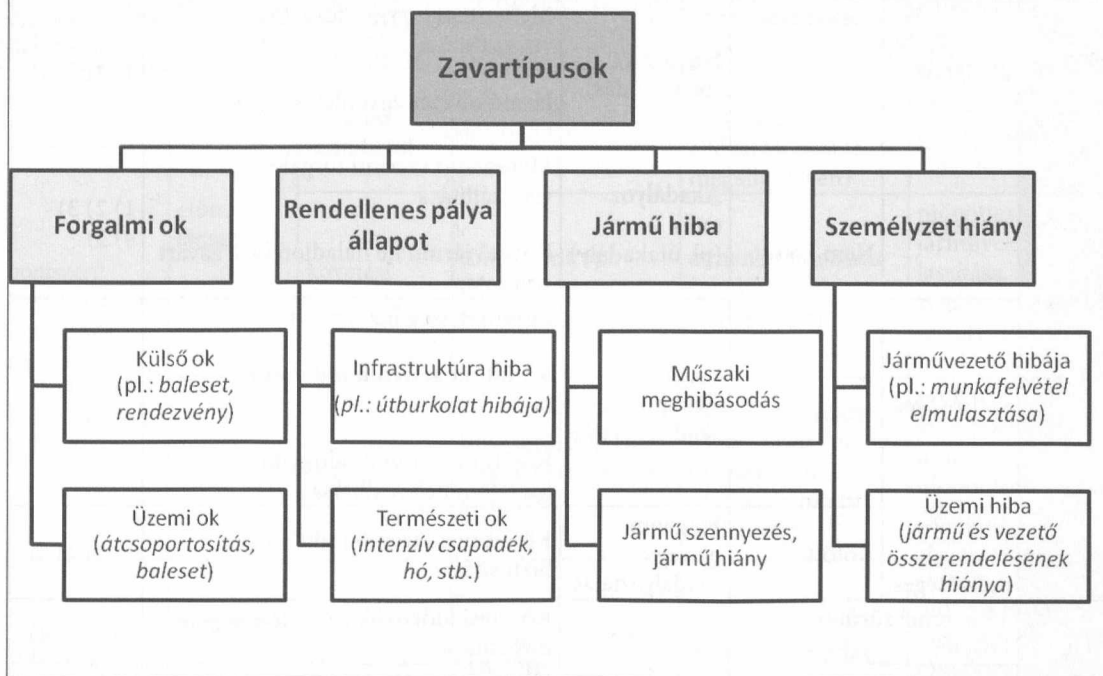 Zavartípusok
Forgalmi ok
Rendellenes pálya
állapot
Jármű hiba
Személyzet hiány
Külső ok
(pl.: baleset,
rendezvény)
Infrastruktúra hiba
(pl.: útburkolat hibája)
Műszaki
meghibásodás
Járművezető hibája
(pl.: munkafelvétel
elmulasztása)
Üzemi ok
(átcsoportosítás,
baleset)
Természeti ok
(intenzív csapadék,
hó, stb.)
Jármű szennyezés,
jármű hiány
Üzemi hiba
(jármű és vezető
összerendelésének
hiánya)